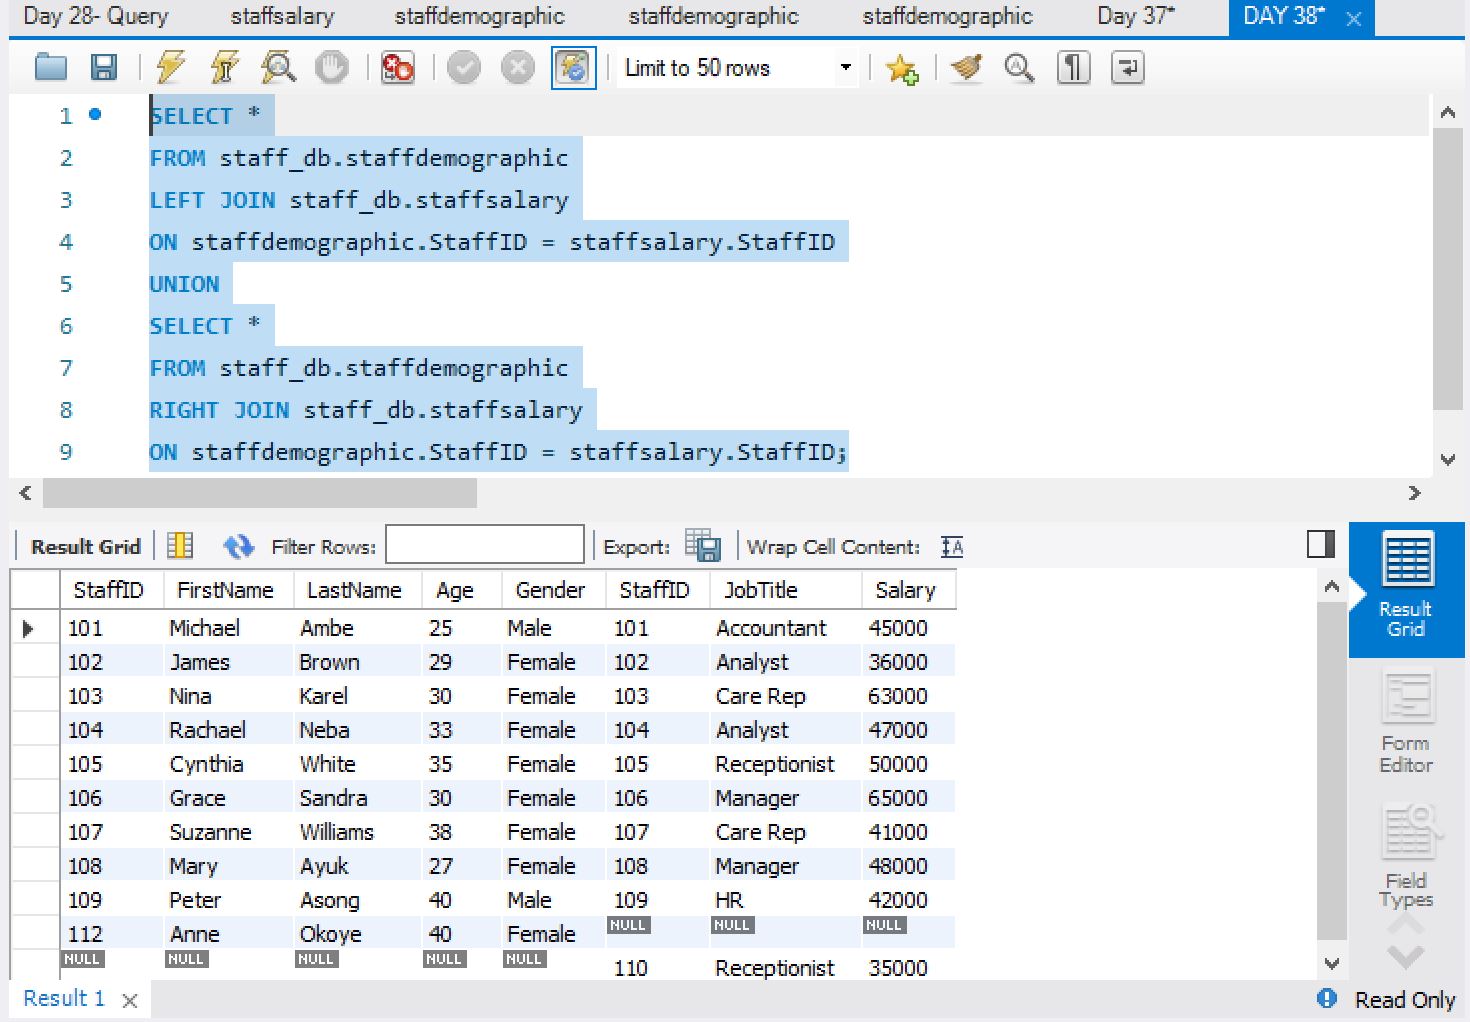 Day 28- Query staffsalary staffdemographic staffdemographic staffdemographic Day 37* DAY 38*
Limit to 50 rows
1 SELECT *
2 FROM staff_db.staffdemographic
3 LEFT JOIN staff_db.staffsalary
4 ON staffdemographic.StaffID = staffsalary.StaffID
5 UNION
6 SELECT *
7 FROM staff_db.staffdemographic
8 RIGHT JOIN staff_db.staffsalary
9 ON staffdemographic.StaffID = staffsalary.StaffID;
Result Grid Filter Rows: Export: Wrap Cell Content:
StaffID FirstName LastName Age Gender StaffID JobTitle Salary
101 Michael Ambe 25 Male 101 Accountant 45000
102 James Brown 29 Female 102 Analyst 36000
103 Nina Karel 30 Female 103 Care Rep 63000
104 Rachael Neba 33 Female 104 Analyst 47000
105 Cynthia White 35 Female 105 Receptionist 50000
106 Grace Sandra 30 Female 106 Manager 65000
107 Suzanne Williams 38 Female 107 Care Rep 41000
108 Mary Ayuk 27 Female 108 Manager 48000
109 Peter Asong 40 Male 109 HR 42000
112 Anne Okoye 40 Female NULL NULL NULL
NULL NULL NULL NULL NULL 110 Receptionist 35000
Result
Grid
Form
Editor
Field
Types
Result 1
Read Only